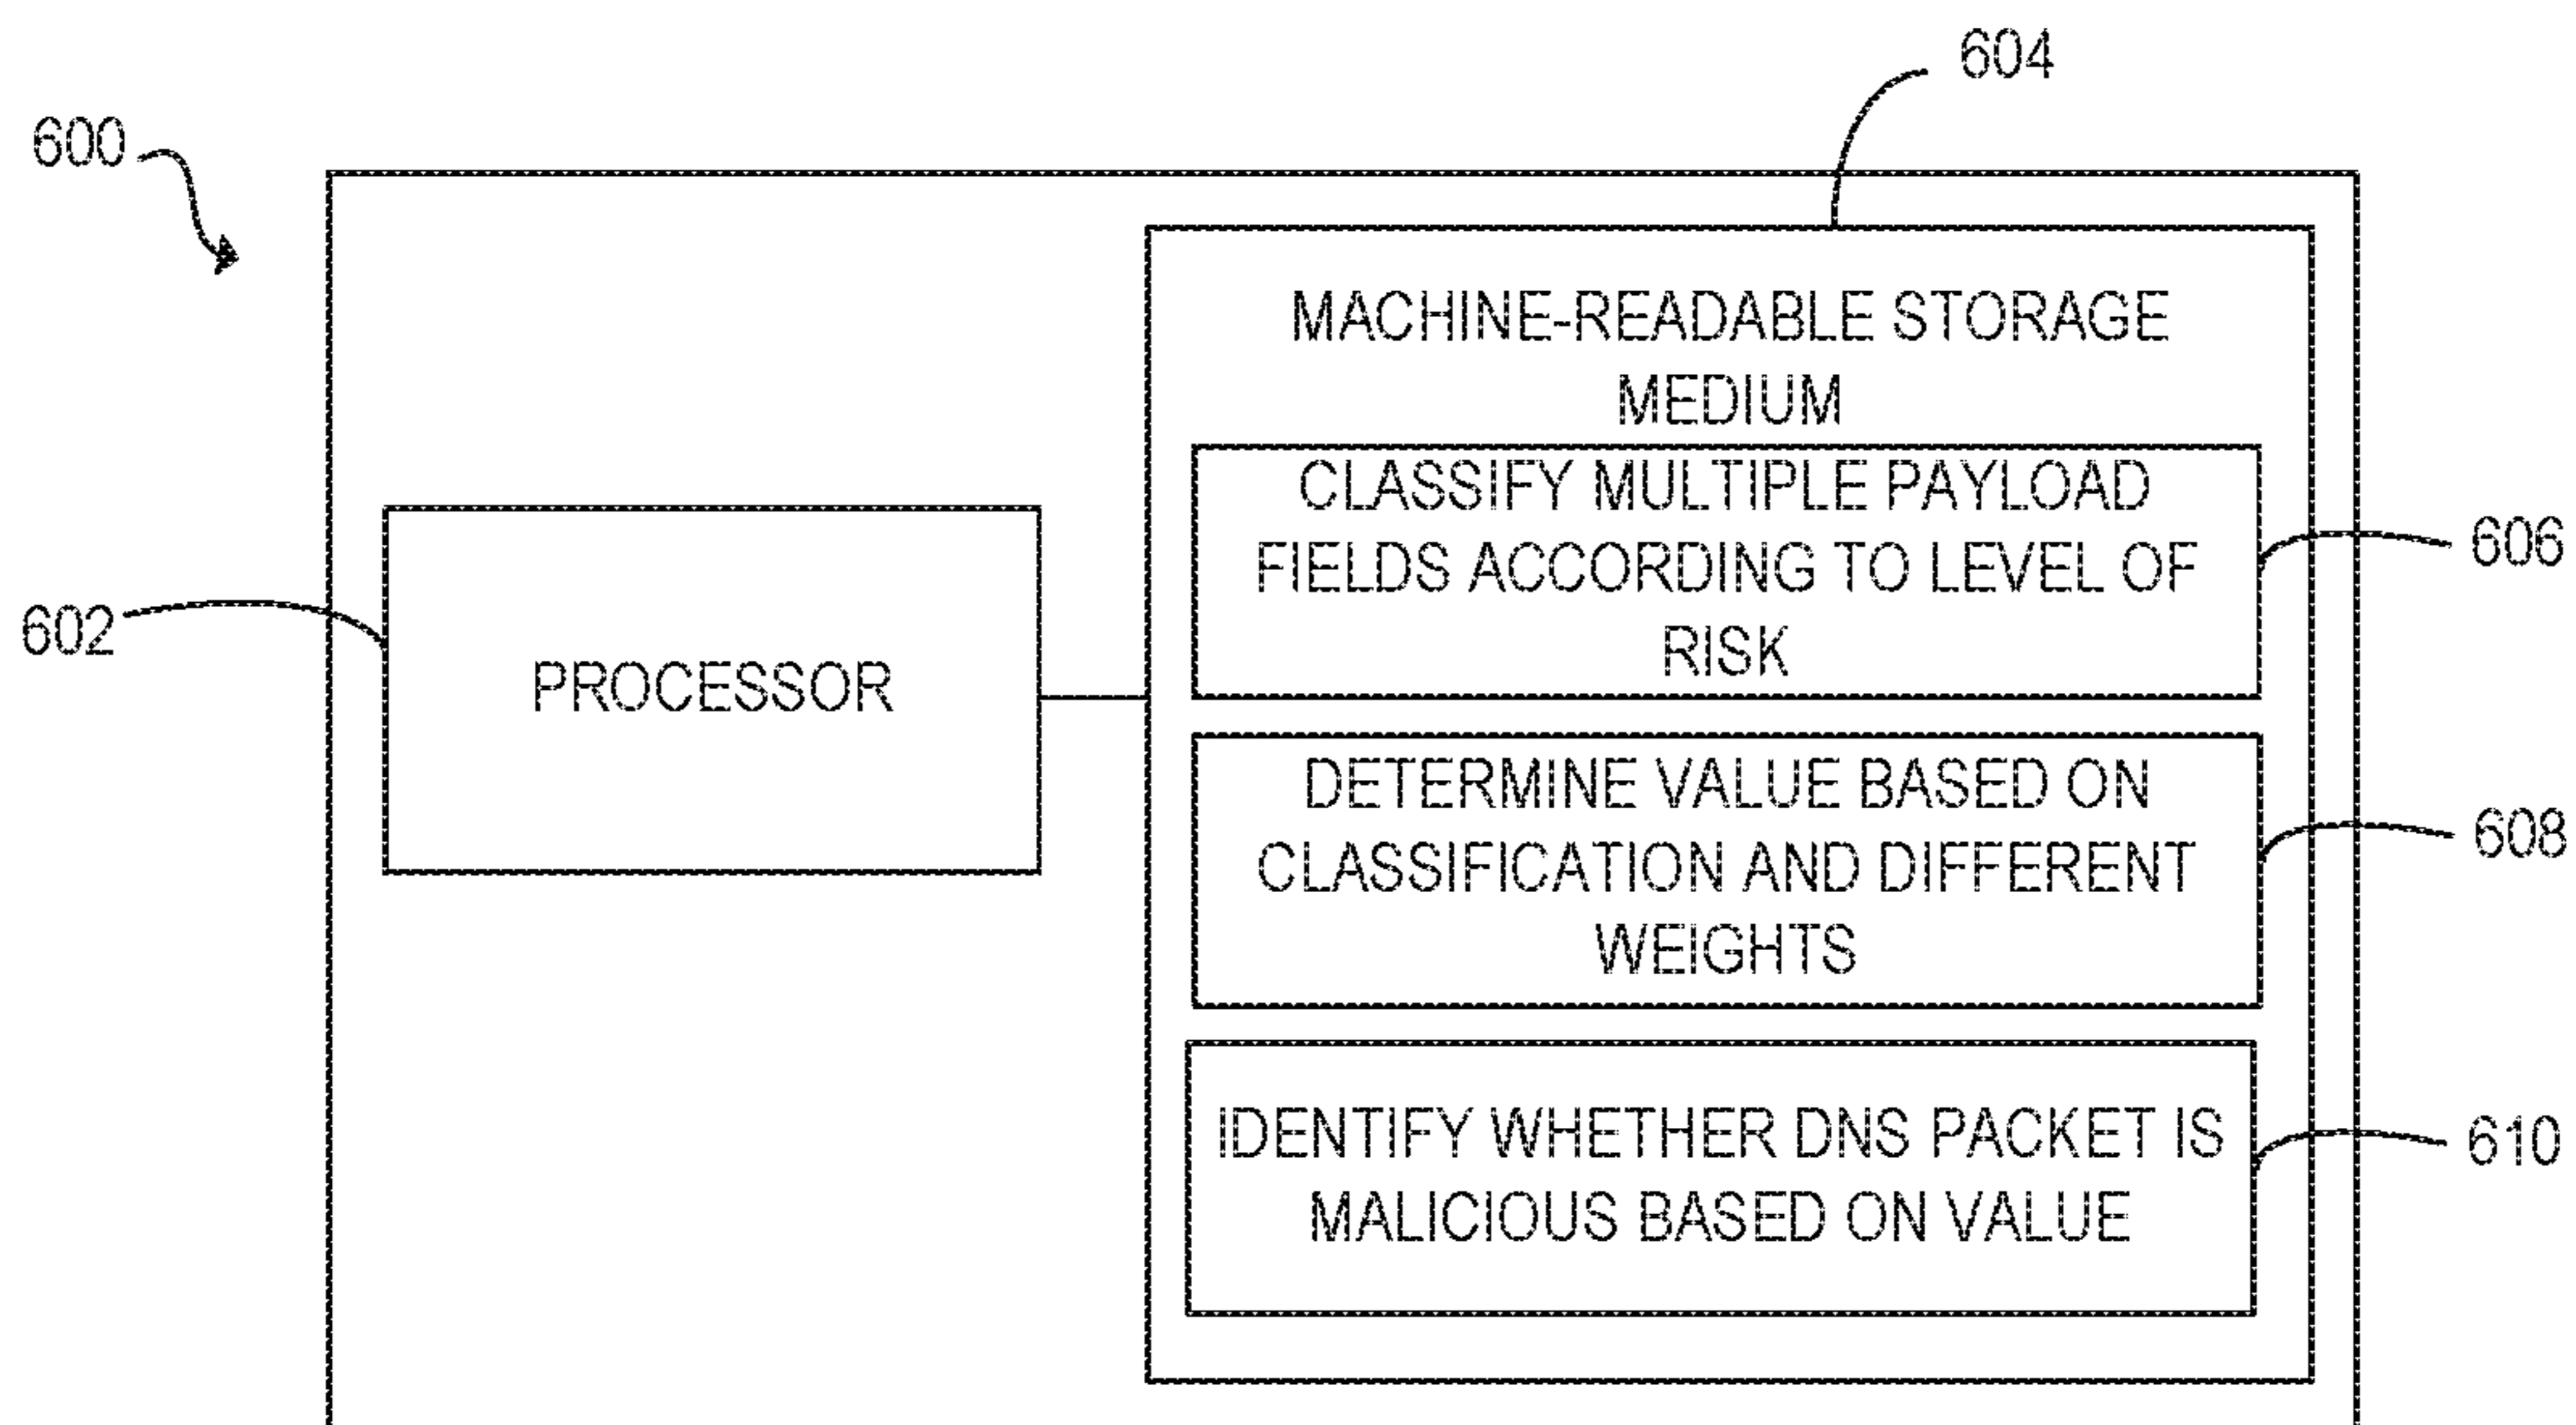 604
600
MACHINE-READABLE STORAGE
MEDIUM
CLASSIFY MULTIPLE PAYLOAD
FIELDS ACCORDING TO LEVEL OF
RISK
606
602
PROCESSOR
DETERMINE VALUE BASED ON
CLASSIFICATION AND DIFFERENT
WEIGHTS
608
IDENTIFY WHETHER DNS PACKET IS
MALICIOUS BASED ON VALUE
610